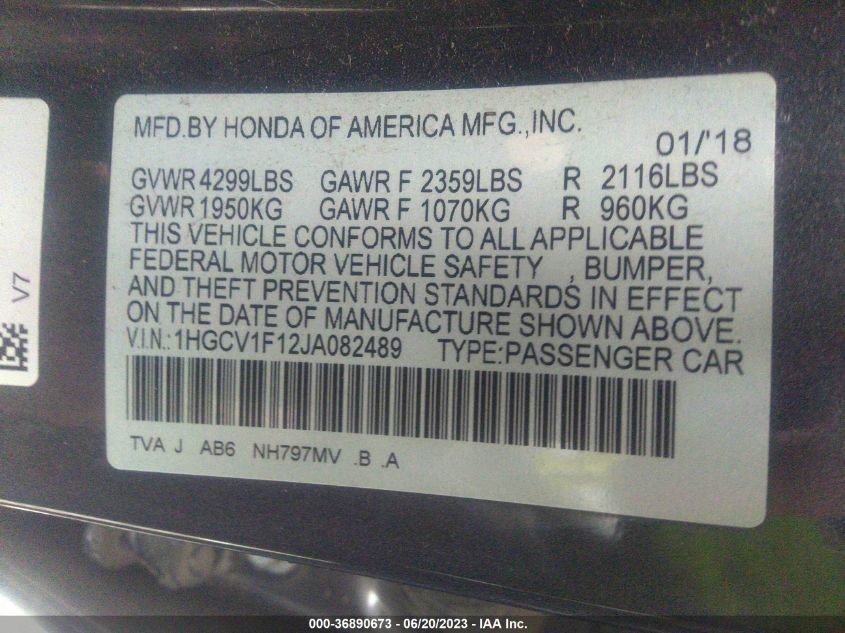 MFD.BY HONDA OF AMERICA MFG.,INC.
01/'18
GVWR 4299LBS GAWR F 2359LBS R 2116LBS
GVWR 1950KG GAWR F 1070KG R 960KG
THIS VEHICLE CONFORMS TO ALL APPLICABLE
FEDERAL MOTOR VEHICLE SAFETY , BUMPER,
AND THEFT PREVENTION STANDARDS IN EFFECT
ON THE DATE OF MANUFACTURE SHOWN ABOVE.
V.I.N.:1HGCV1F12JA082489 TYPE:PASSENGER CAR
TVA J AB6 NH797MV .B .A
V7
000-36890673 — 06/20/2023 — IAA Inc.